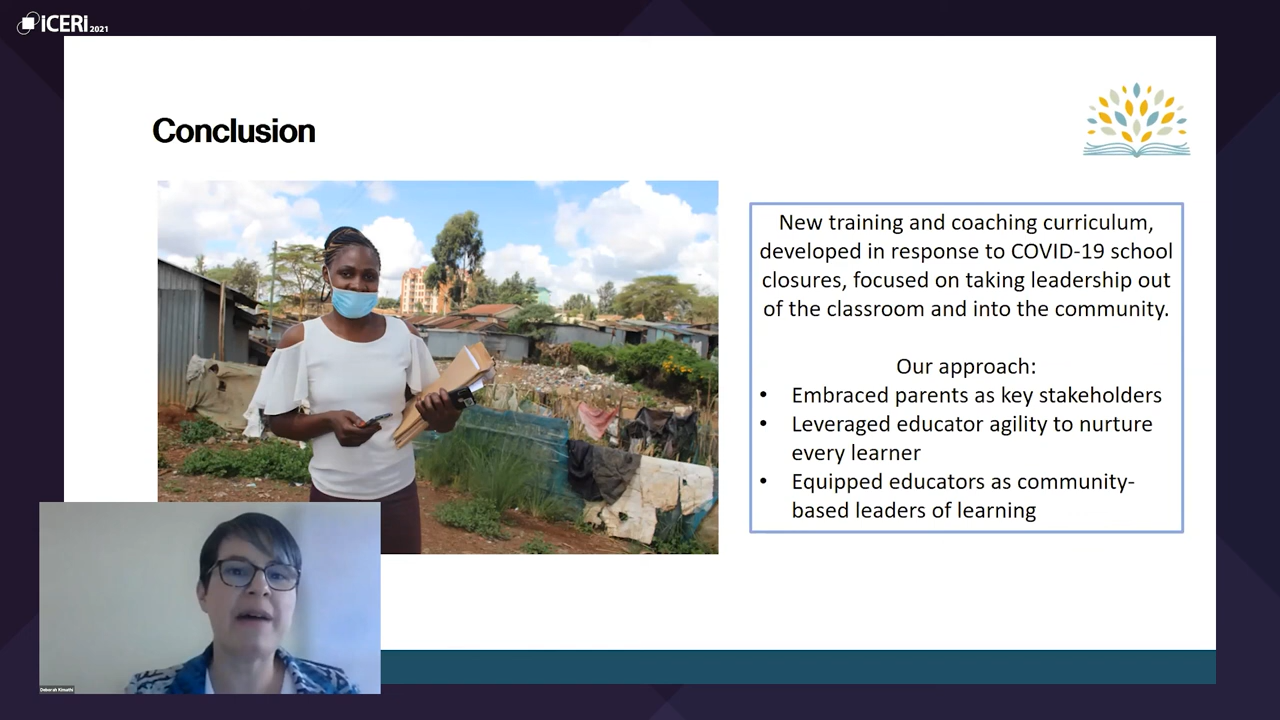 iCERi 2021
Conclusion
New training and coaching curriculum,
developed in response to COVID-19 school
closures, focused on taking leadership out
of the classroom and into the community.
Our approach:
• Embraced parents as key stakeholders
• Leveraged educator agility to nurture
every learner
• Equipped educators as community-
based leaders of learning
Deborah Kimathi